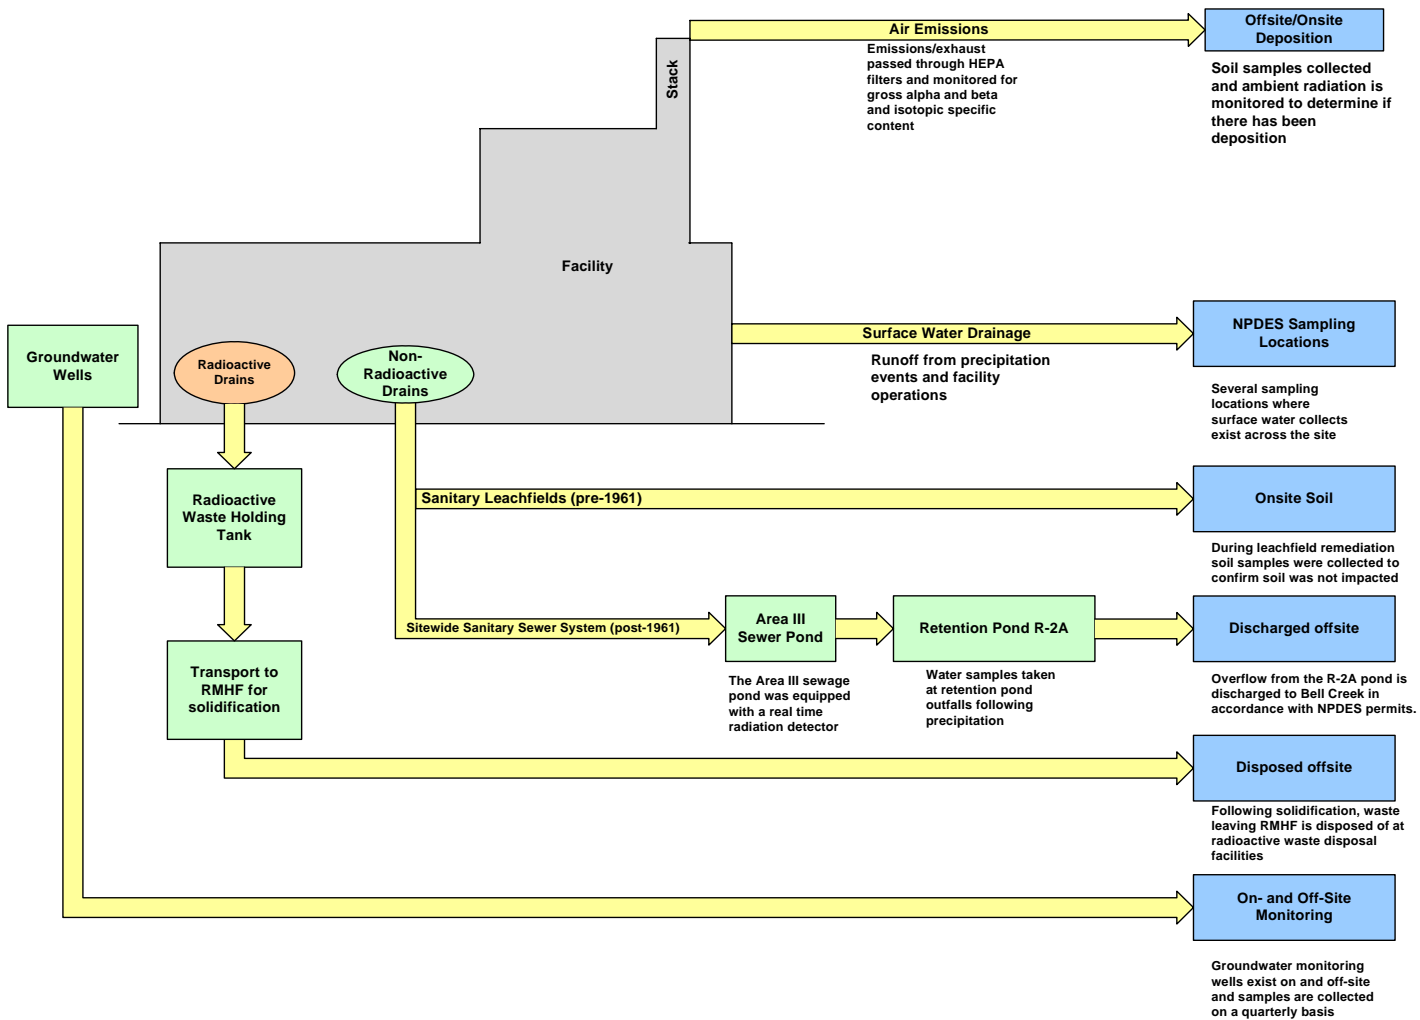 Air Emissions
Emissions/exhaust
passed through HEPA
filters and monitored for
gross alpha and beta
and isotopic specific
content
Offsite/Onsite
Deposition
Soil samples collected
and ambient radiation is
monitored to determine if
there has been
deposition
Stack
Facility
Groundwater
Wells
Radioactive
Drains
Non-
Radioactive
Drains
Surface Water Drainage
Runoff from precipitation
events and facility
operations
NPDES Sampling
Locations
Several sampling
locations where
surface water collects
exist across the site
Radioactive
Waste Holding
Tank
Sanitary Leachfields (pre-1961)
Onsite Soil
During leachfield remediation
soil samples were collected to
confirm soil was not impacted
Sitewide Sanitary Sewer System (post-1961)
Area III
Sewer Pond
The Area III sewage
pond was equipped
with a real time
radiation detector
Retention Pond R-2A
Water samples taken
at retention pond
outfalls following
precipitation
Discharged offsite
Overflow from the R-2A pond is
discharged to Bell Creek in
accordance with NPDES permits.
Transport to
RMHF for
solidification
Disposed offsite
Following solidification, waste
leaving RMHF is disposed of at
radioactive waste disposal
facilities
On- and Off-Site
Monitoring
Groundwater monitoring
wells exist on and off-site
and samples are collected
on a quarterly basis